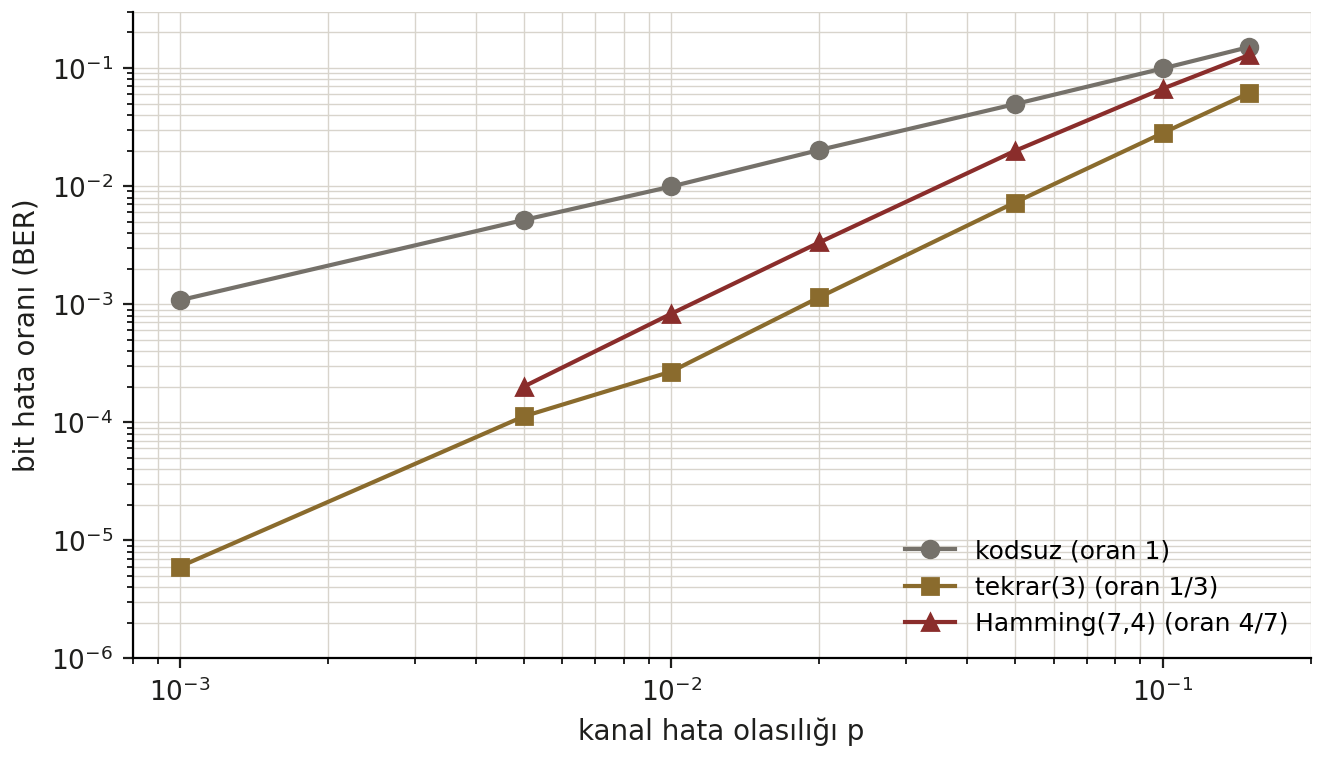 bit hata oranı (BER)
10⁻¹
10⁻²
10⁻³
10⁻⁴
10⁻⁵
10⁻⁶
kodsuz (oran 1)
tekrar(3) (oran 1/3)
Hamming(7,4) (oran 4/7)
10⁻³ 10⁻² 10⁻¹
kanal hata olasılığı p